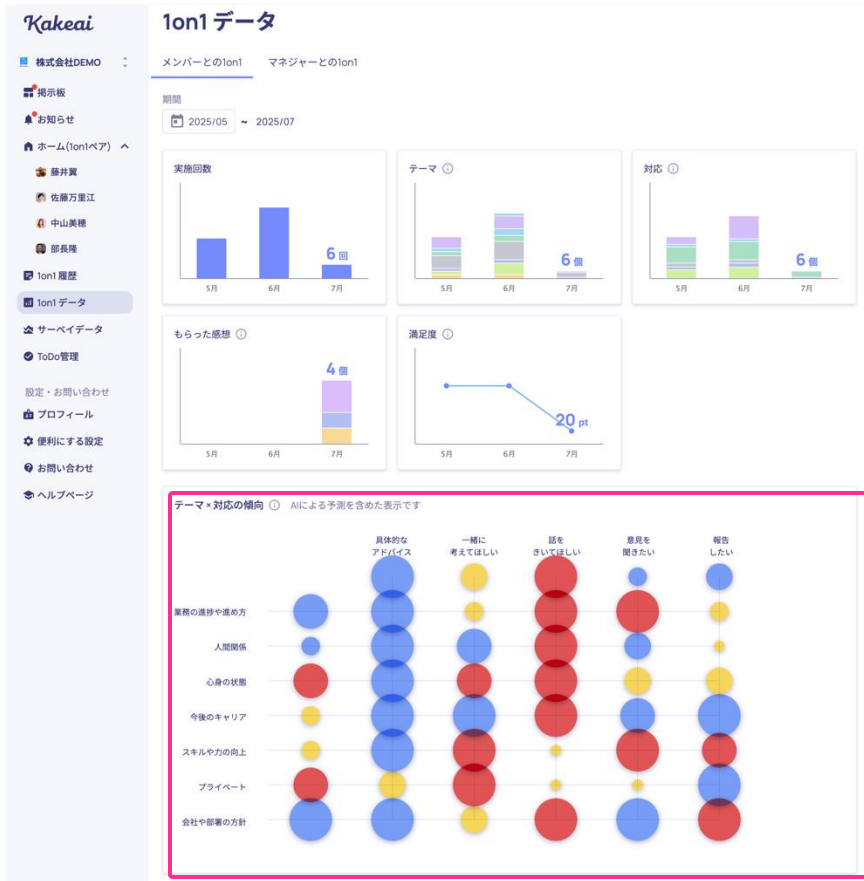 Kakeai
株式会社DEMO
掲示板
お知らせ
ホーム(1on1ペア)
藤井翼
佐藤万里江
中山美穂
部長隆
1on1 履歴
1on1 データ
サーベイデータ
ToDo管理
設定・お問い合わせ
プロフィール
便利にする設定
お問い合わせ
ヘルプページ
1on1 データ
メンバーとの1on1 マネジャーとの1on1
期間
2025/05 ~ 2025/07
実施回数
6 回
5月 6月 7月
テーマ
6 個
5月 6月 7月
対応
6 個
5月 6月 7月
もらった感想
4 個
5月 6月 7月
満足度
20 pt
5月 6月 7月
テーマ×対応の傾向 AIによる予測を含めた表示です
具体的な
アドバイス
一緒に
考えてほしい
話を
きいてほしい
意見を
聞きたい
報告
したい
業務の進捗や進め方
人間関係
心身の状態
今後のキャリア
スキルや力の向上
プライベート
会社や部署の方針